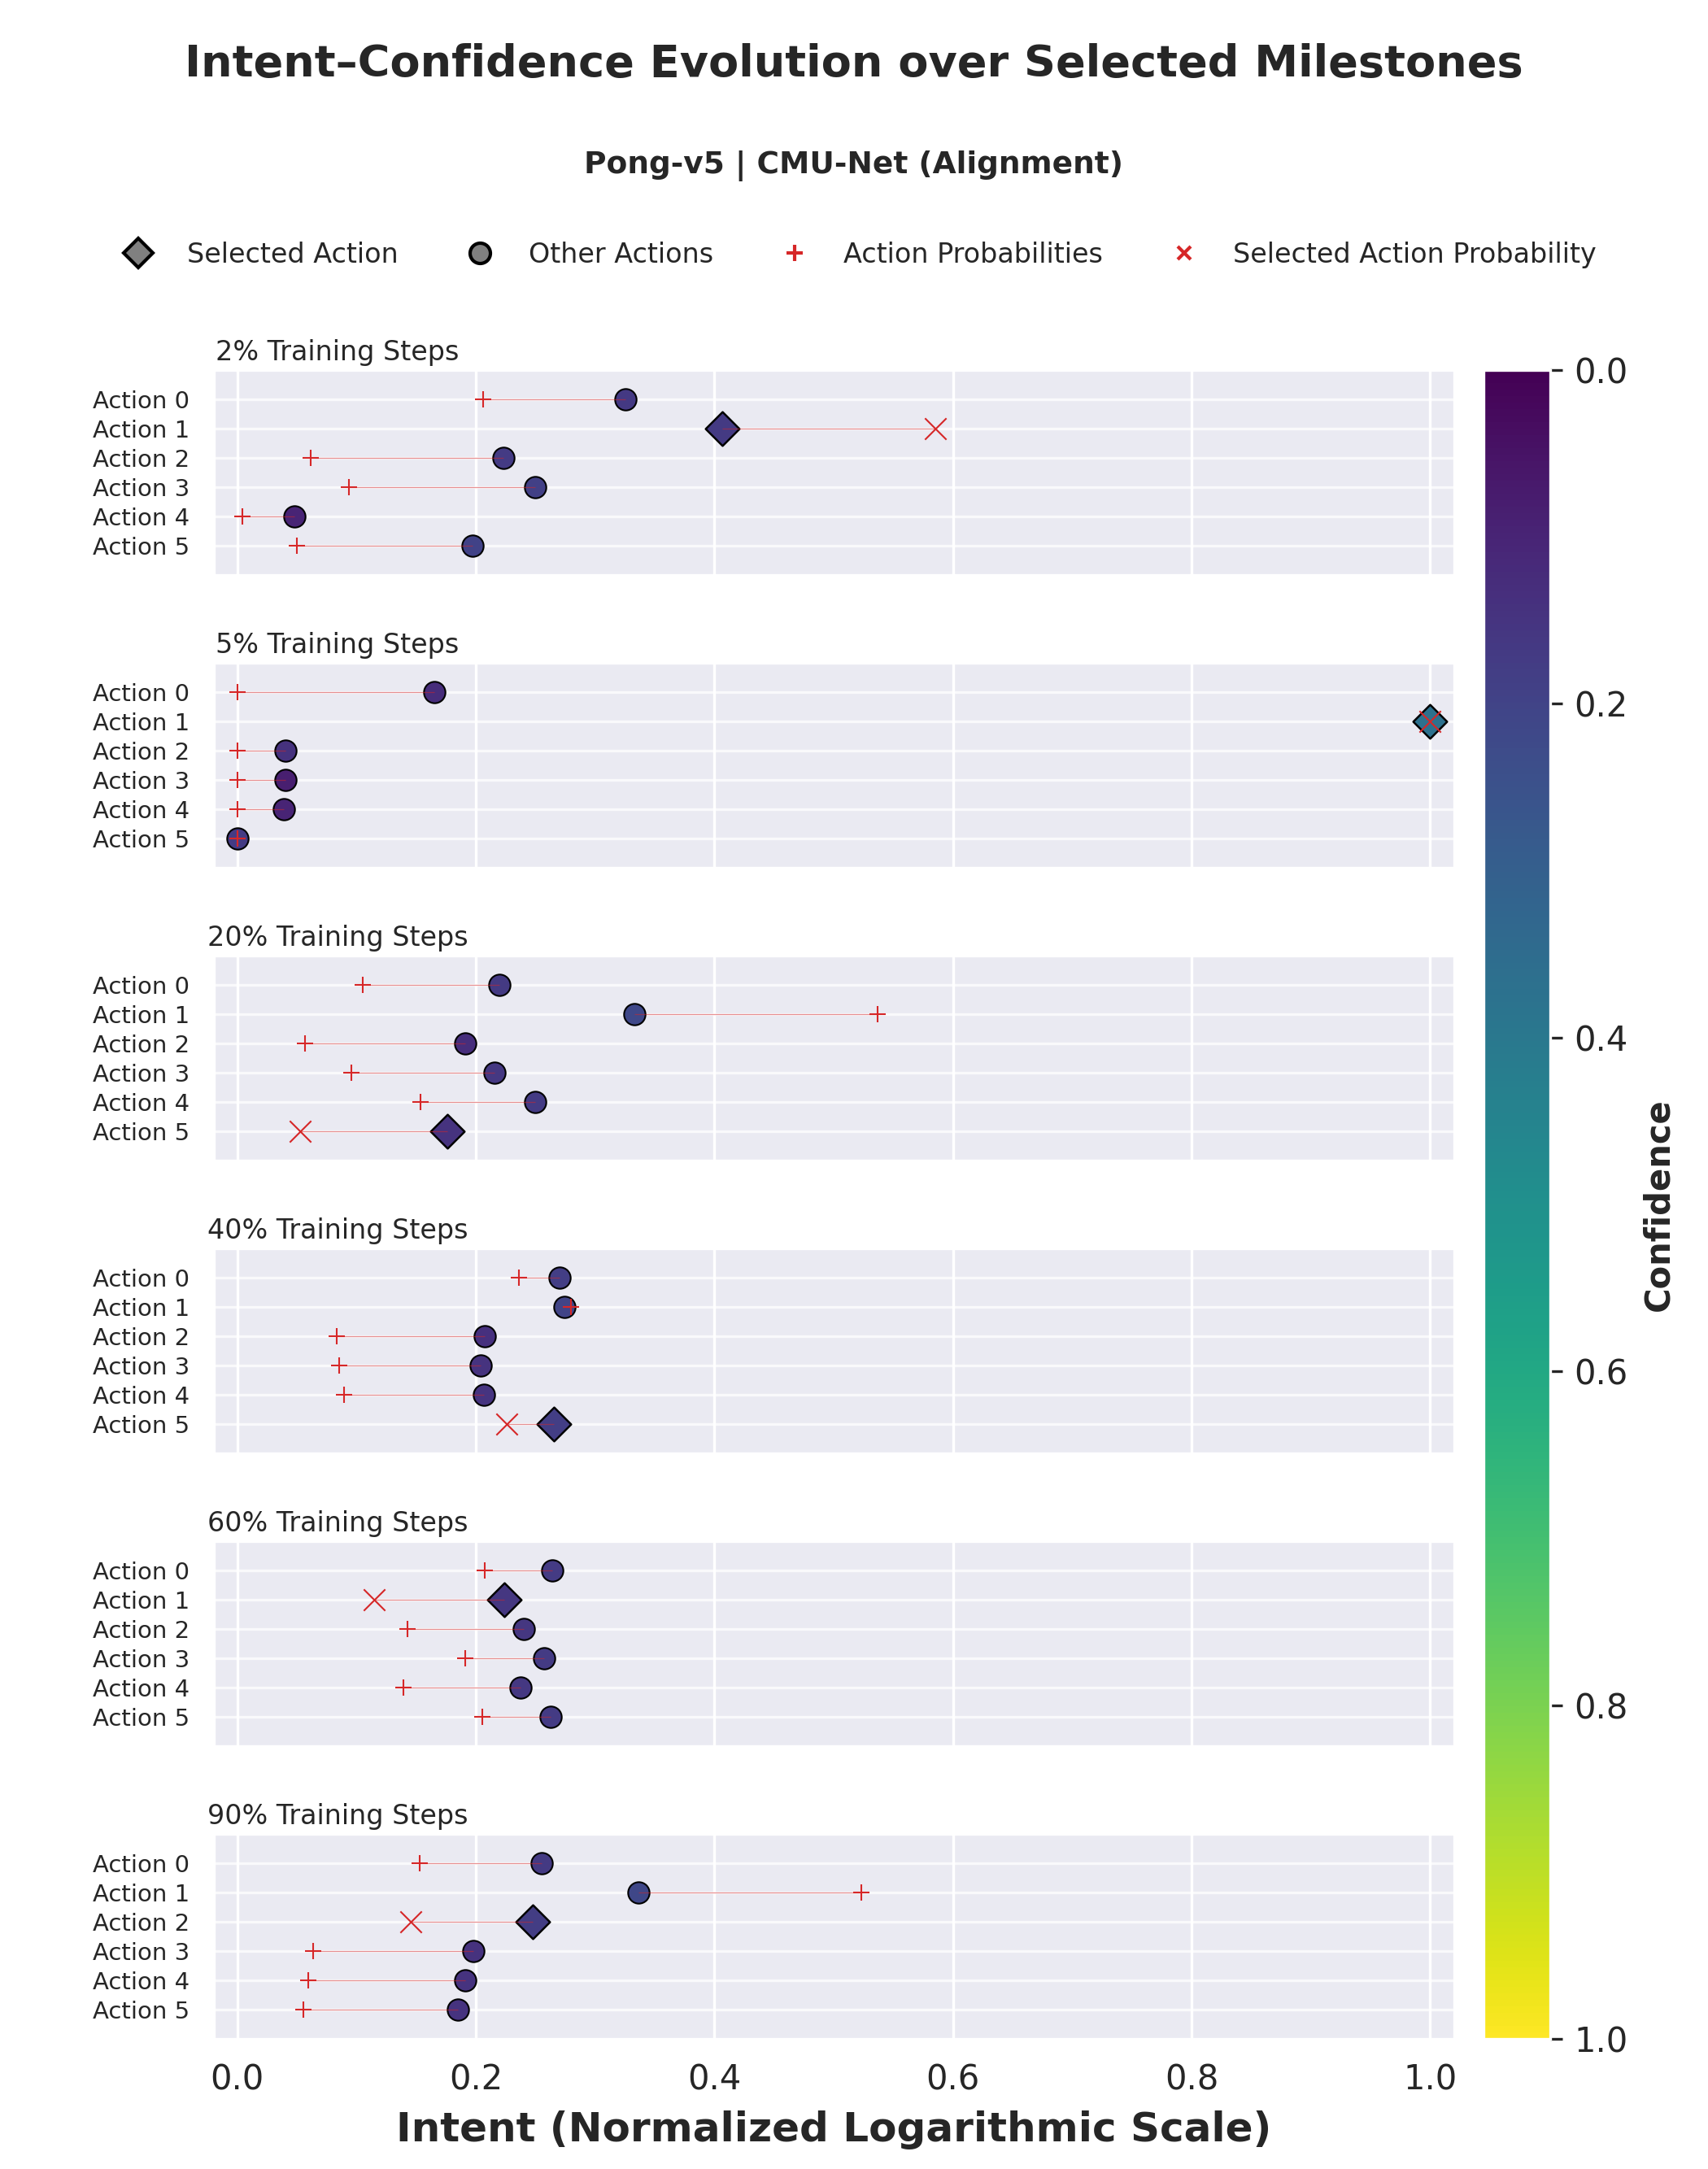 Intent–Confidence Evolution over Selected Milestones
Pong-v5 | CMU-Net (Alignment)
Selected Action Other Actions Action Probabilities Selected Action Probability
2% Training Steps
Action 0
Action 1
Action 2
Action 3
Action 4
Action 5
5% Training Steps
Action 0
Action 1
Action 2
Action 3
Action 4
Action 5
20% Training Steps
Action 0
Action 1
Action 2
Action 3
Action 4
Action 5
40% Training Steps
Action 0
Action 1
Action 2
Action 3
Action 4
Action 5
60% Training Steps
Action 0
Action 1
Action 2
Action 3
Action 4
Action 5
90% Training Steps
Action 0
Action 1
Action 2
Action 3
Action 4
Action 5
0.0 0.2 0.4 0.6 0.8 1.0
Intent (Normalized Logarithmic Scale)
0.0
0.2
0.4
0.6
0.8
1.0
Confidence